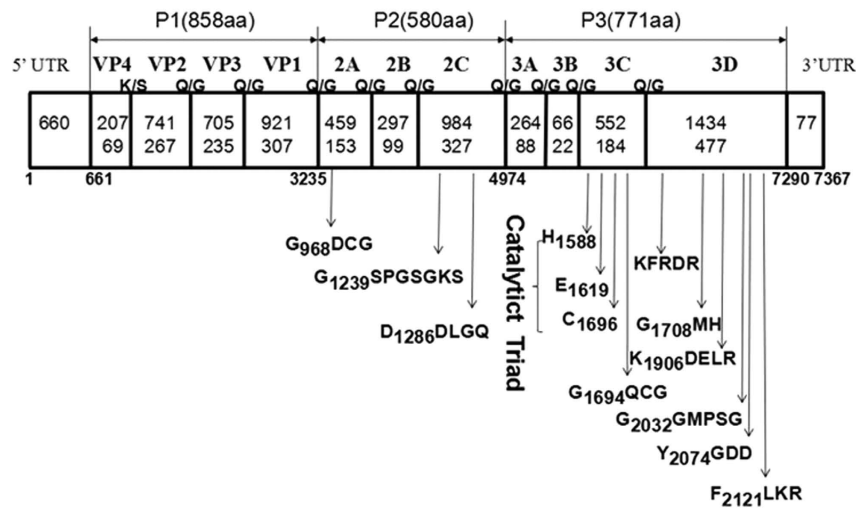 P1(858aa) P2(580aa) P3(771aa)
5' UTR VP4 VP2 VP3 VP1 2A 2B 2C 3A 3B 3C 3D 3'UTR
K/S Q/G Q/G Q/G Q/G Q/G Q/G Q/G Q/G Q/G
660 207 741 705 921 459 297 984 264 66 552 1434 77
69 267 235 307 153 99 327 88 22 184 477
1 661 3235 4974 7290 7367
G968DCG
G1239SPGSGKS
D1286DLGQ
Catalytict Triad
H1588
E1619
C1696
G1694QCG
KFRDR
G1708MH
K1906DELR
G2032GMPSG
Y2074GDD
F2121LKR